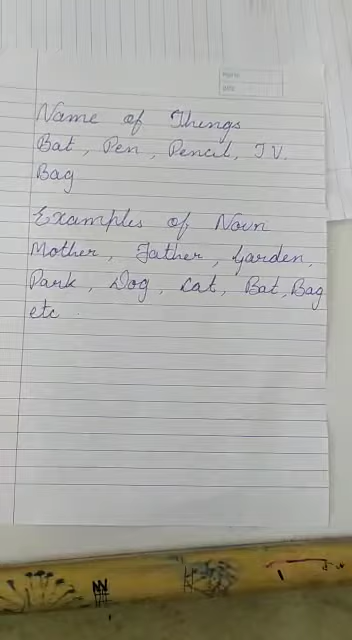 Name of Things
Bat, Pen, Pencil, T.V.
Bag
Examples of Noun
Mother, Father, Garden,
Park, Dog, Cat, Bat, Bag
etc